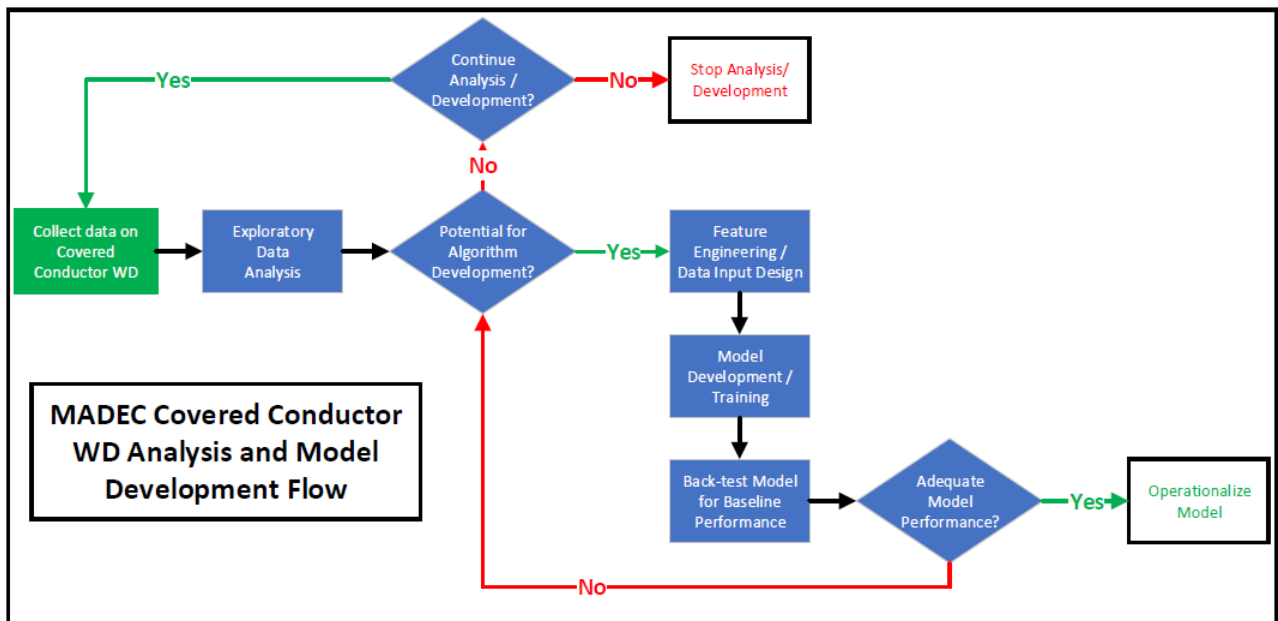 Continue
Analysis /
Development?
Yes
No
Stop Analysis/
Development
No
Collect data on
Covered
Conductor WD
Exploratory
Data
Analysis
Potential for
Algorithm
Development?
Yes
Feature
Engineering /
Data Input Design
Model
Development /
Training
MADEC Covered Conductor
WD Analysis and Model
Development Flow
Back-test Model
for Baseline
Performance
Adequate
Model
Performance?
Yes
Operationalize
Model
No